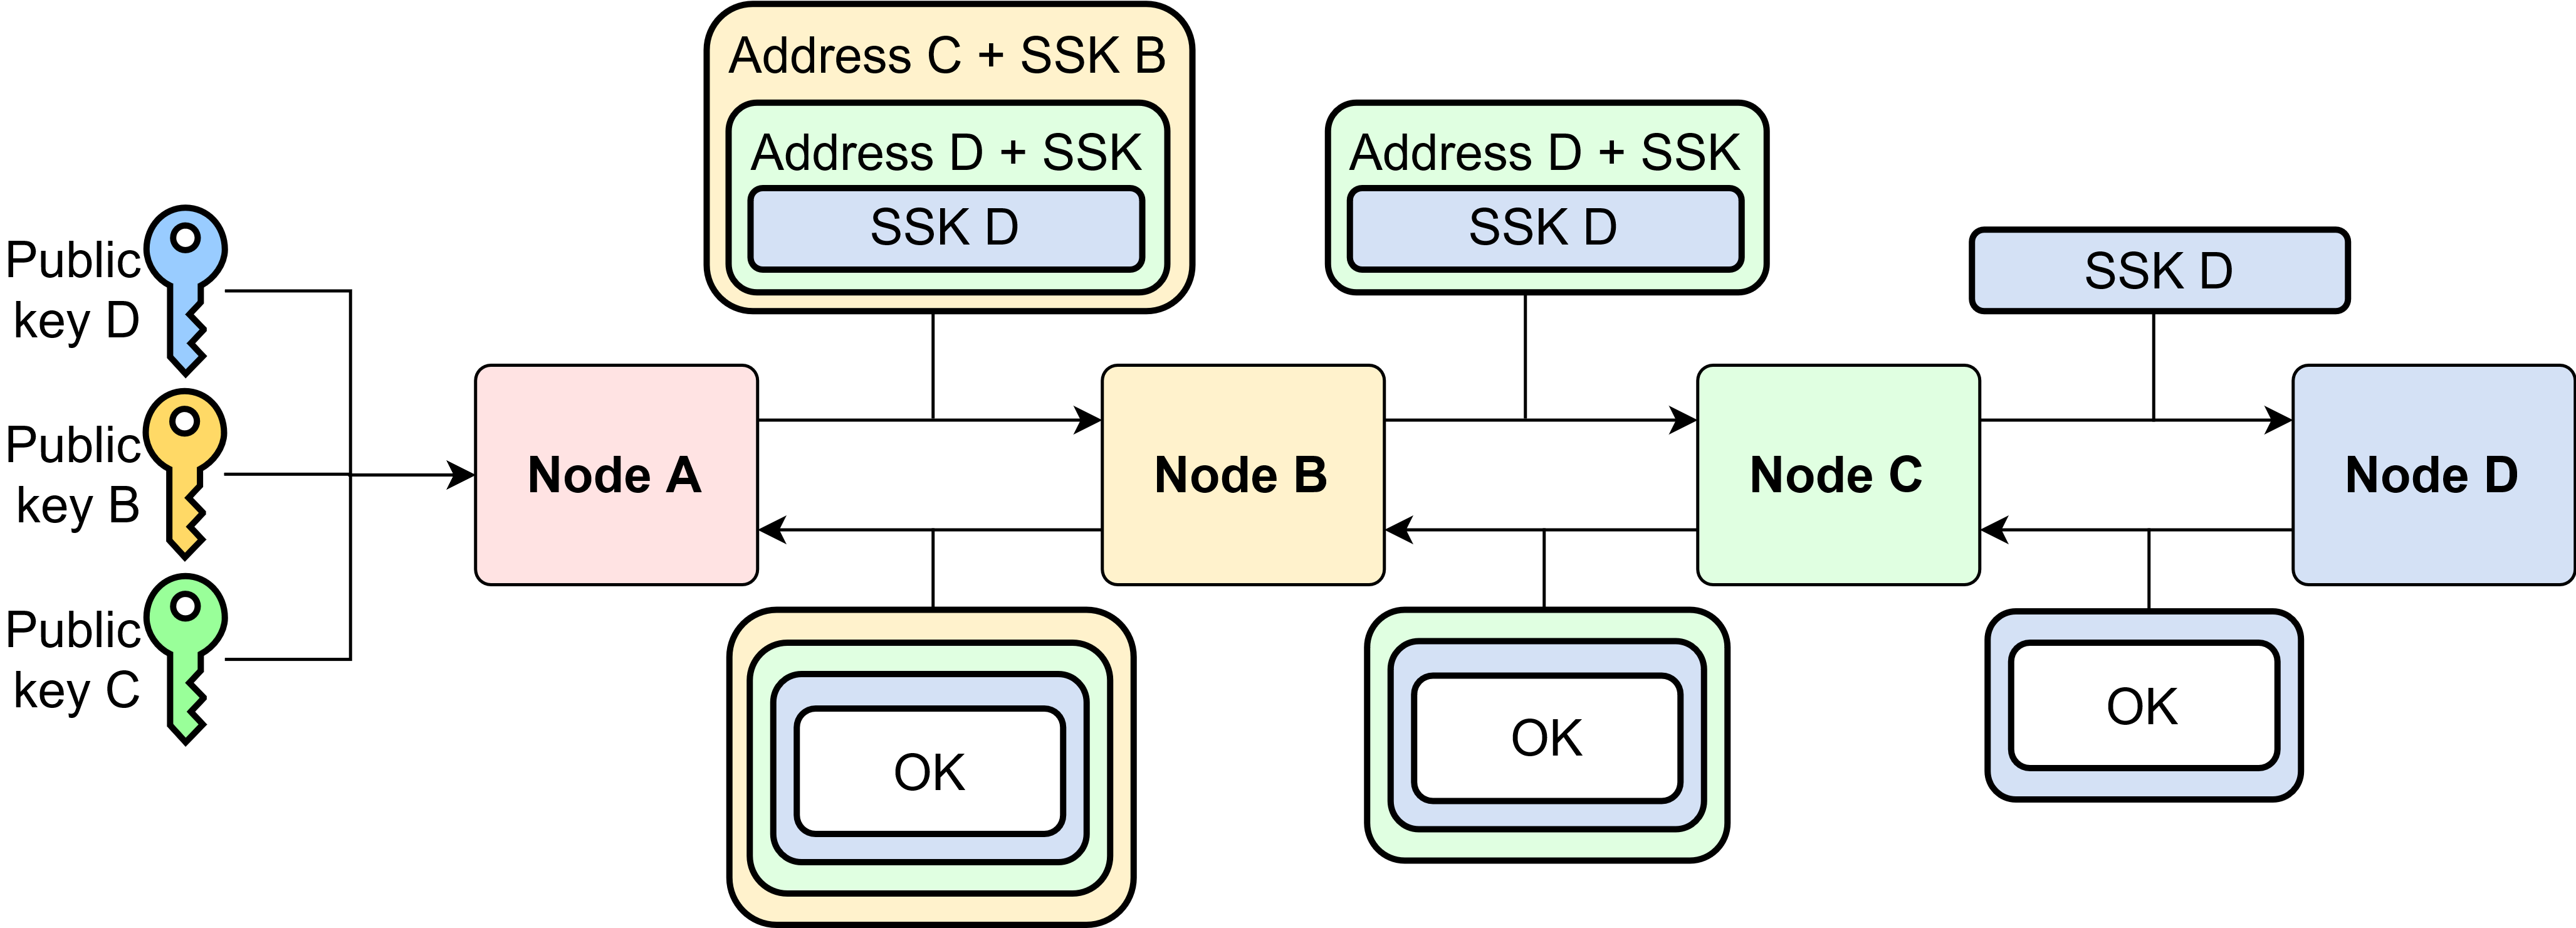 Address C + SSK B
Address D + SSK
SSK D
Address D + SSK
SSK D
SSK D
Public
key D
Public
key B
Public
key C
Node A
Node B
Node C
Node D
OK
OK
OK